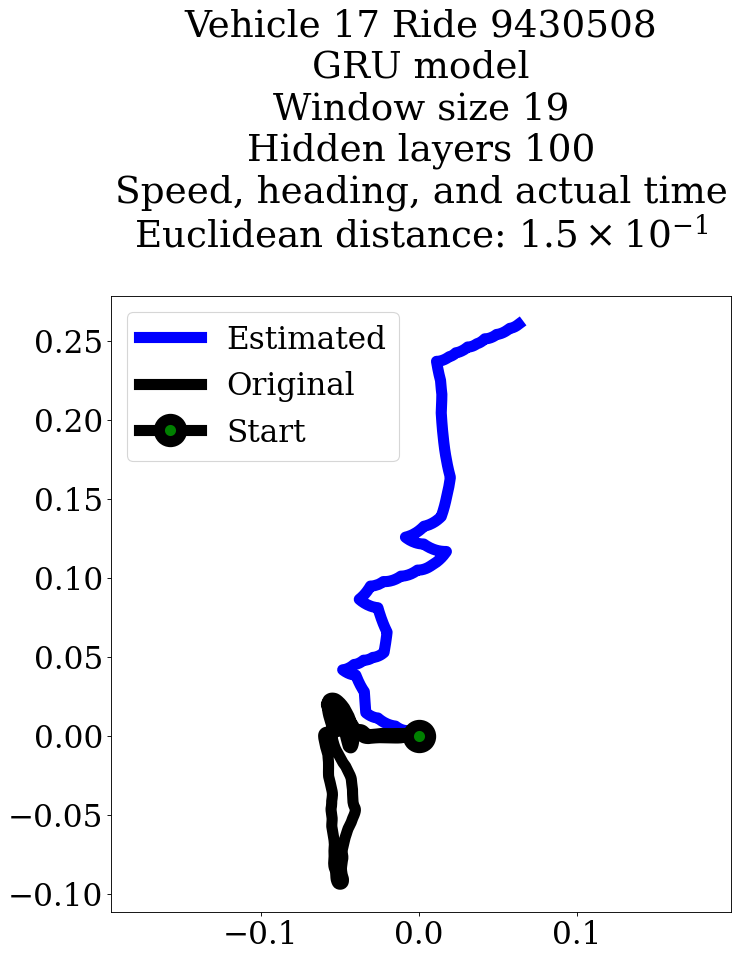 Vehicle 17 Ride 9430508
GRU model
Window size 19
Hidden layers 100
Speed, heading, and actual time
Euclidean distance: 1.5 × 10⁻¹
Estimated
Original
Start
0.25
0.20
0.15
0.10
0.05
0.00
−0.05
−0.10
−0.1 0.0 0.1